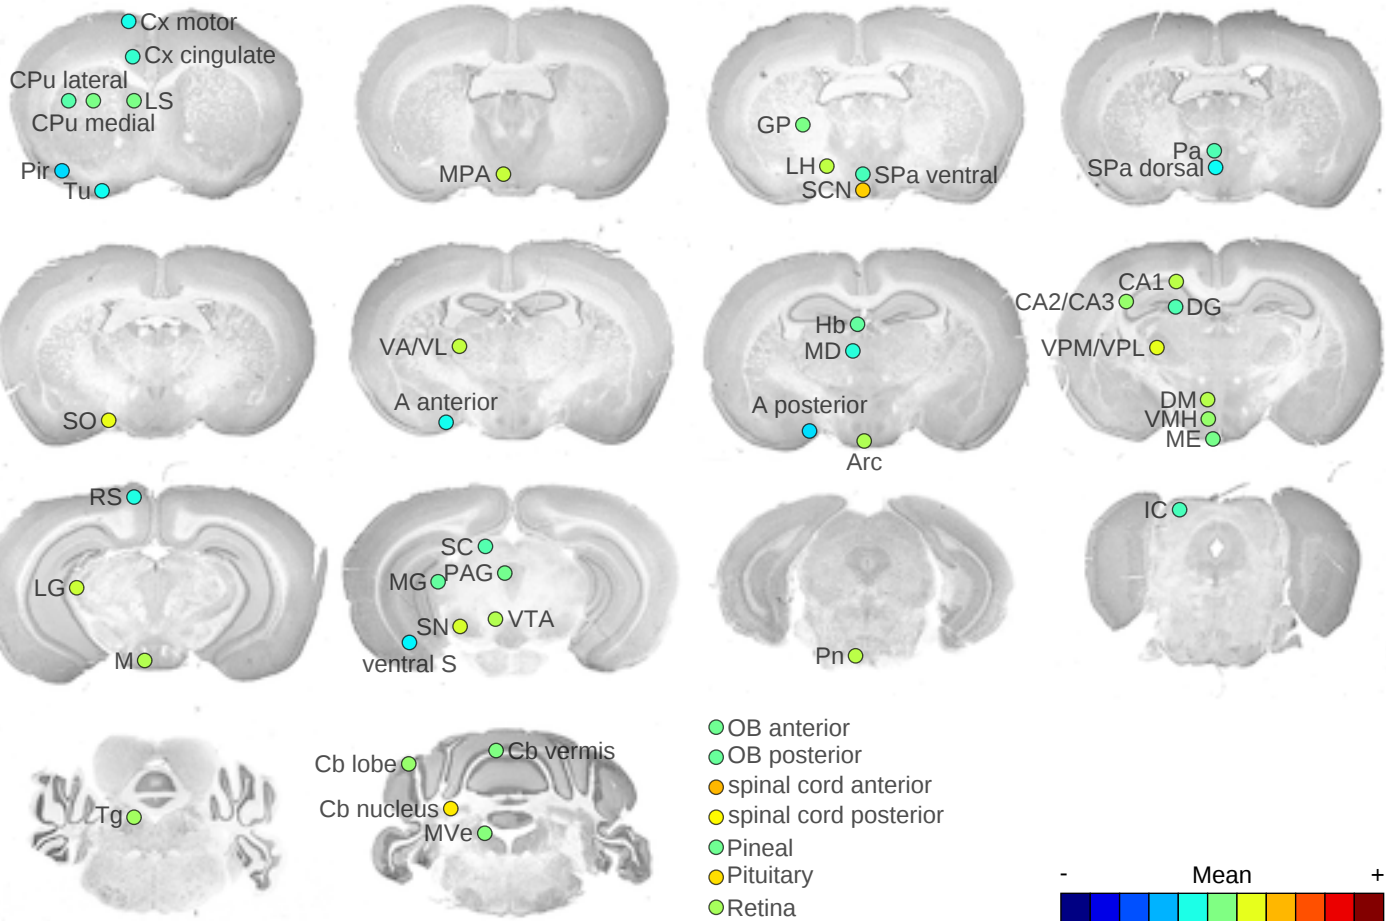 Cx motor
Cx cingulate
CPu lateral
LS
CPu medial
Pir
Tu
MPA
GP
LH
SPa ventral
SCN
Pa
SPa dorsal
SO
VA/VL
A anterior
Hb
MD
A posterior
Arc
CA1
CA2/CA3
DG
VPM/VPL
DM
VMH
ME
RS
LG
M
SC
PAG
MG
SN
VTA
ventral S
Pn
IC
Tg
Cb vermis
Cb lobe
Cb nucleus
MVe
OB anterior
OB posterior
spinal cord anterior
spinal cord posterior
Pineal
Pituitary
Retina
- Mean +